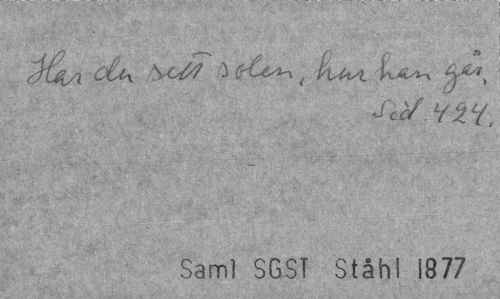 Har du sett solen, hur han går,
Sid. 424.
Saml SGST Ståhl 1877